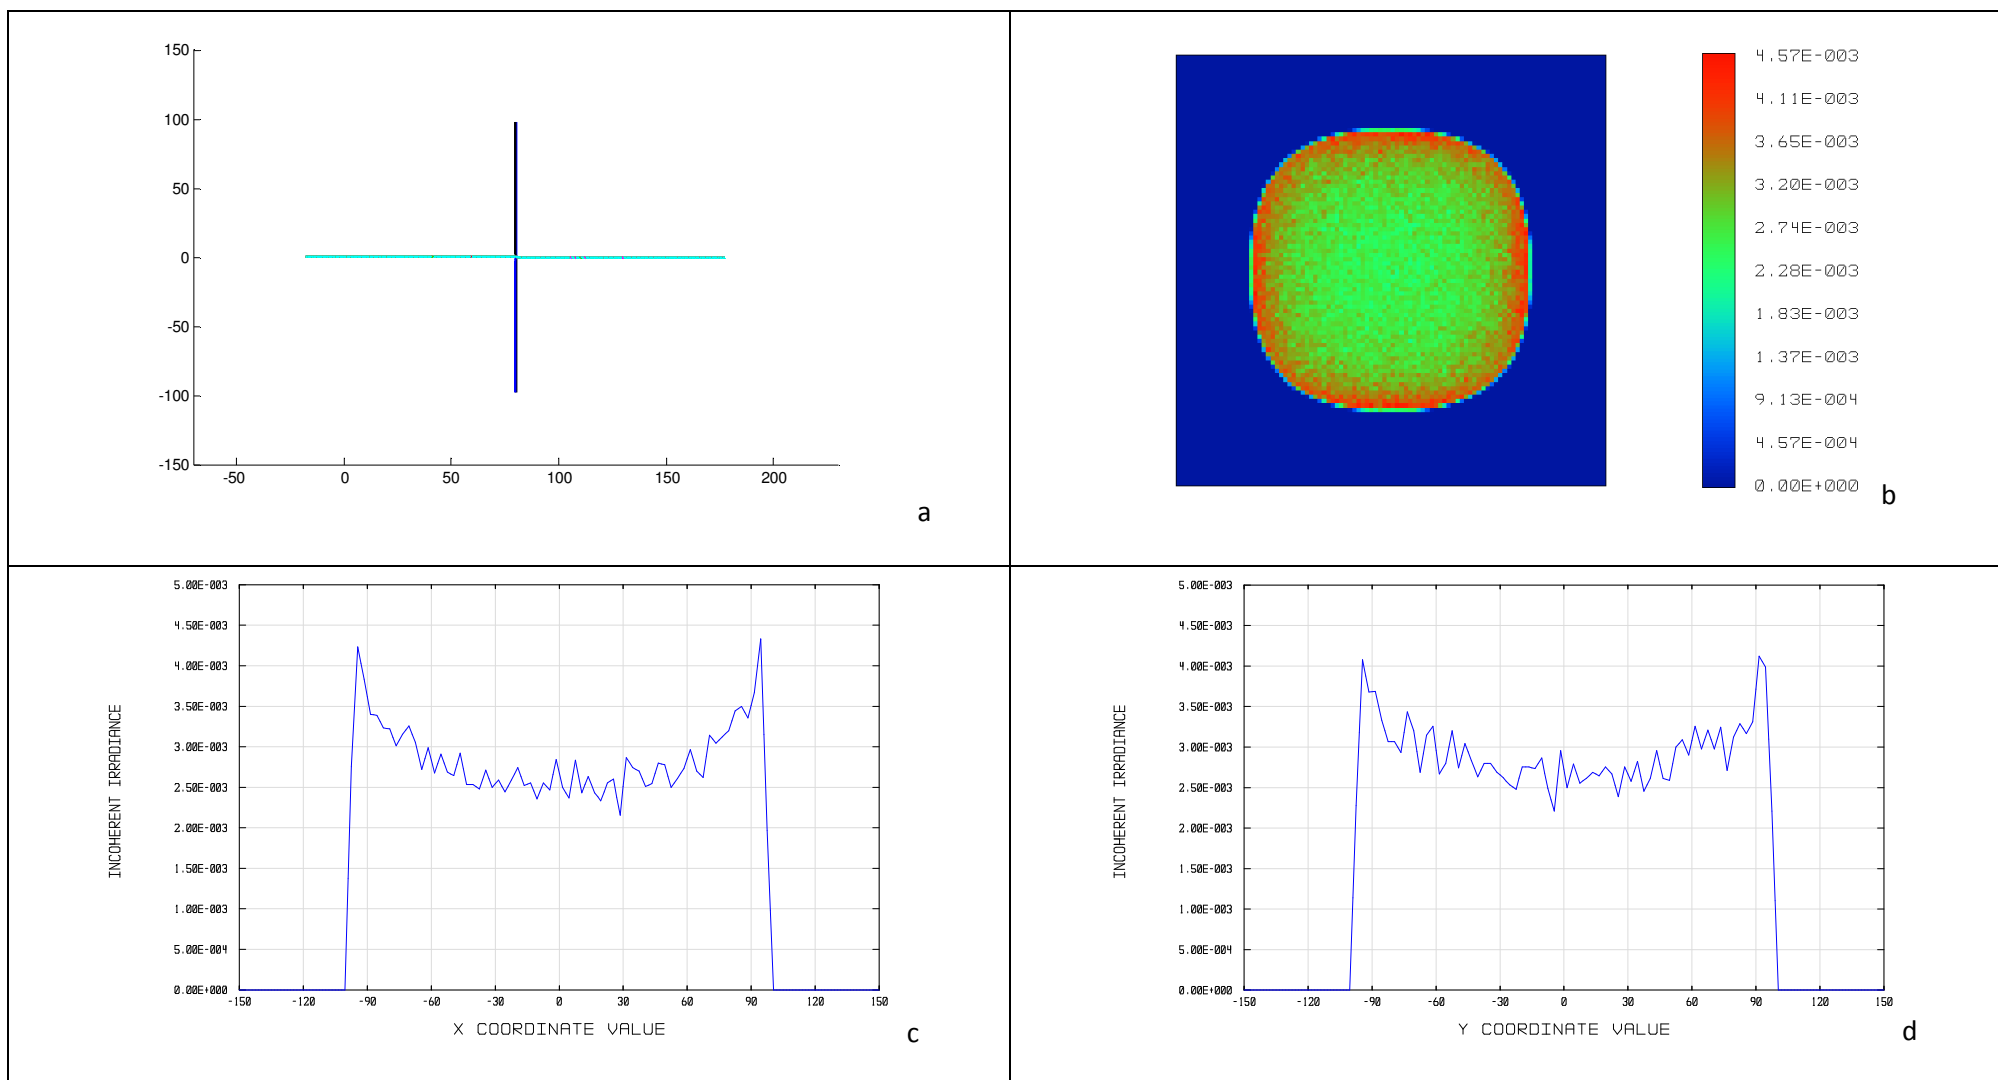 150
100
50
0
-50
-100
-150
-50 0 50 100 150 200
a
4.57E-003
4.11E-003
3.65E-003
3.20E-003
2.74E-003
2.28E-003
1.83E-003
1.37E-003
9.13E-004
4.57E-004
0.00E+000
b
5.00E-003
4.50E-003
4.00E-003
3.50E-003
3.00E-003
2.50E-003
2.00E-003
1.50E-003
1.00E-003
5.00E-004
0.00E+000
INCOHERENT IRRADIANCE
-150 -120 -90 -60 -30 0 30 60 90 120 150
X COORDINATE VALUE
c
5.00E-003
4.50E-003
4.00E-003
3.50E-003
3.00E-003
2.50E-003
2.00E-003
1.50E-003
1.00E-003
5.00E-004
0.00E+000
INCOHERENT IRRADIANCE
-150 -120 -90 -60 -30 0 30 60 90 120 150
Y COORDINATE VALUE
d